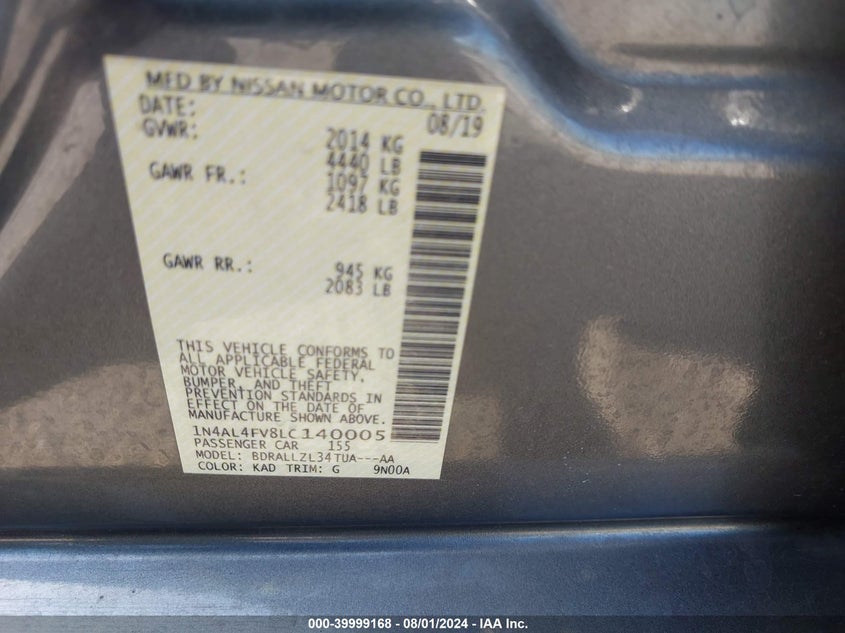 MFD BY NISSAN MOTOR CO., LTD.
DATE: 08/19
GVWR: 2014 KG
4440 LB
GAWR FR.: 1097 KG
2418 LB
GAWR RR.: 945 KG
2083 LB
THIS VEHICLE CONFORMS TO
ALL APPLICABLE FEDERAL
MOTOR VEHICLE SAFETY,
BUMPER, AND THEFT
PREVENTION STANDARDS IN
EFFECT ON THE DATE OF
MANUFACTURE SHOWN ABOVE.
1N4AL4FV8LC140005
PASSENGER CAR 155
MODEL: BDRALLZL34TUA---AA
COLOR: KAD TRIM: G 9N00A
000-39999168 - 08/01/2024 - IAA Inc.